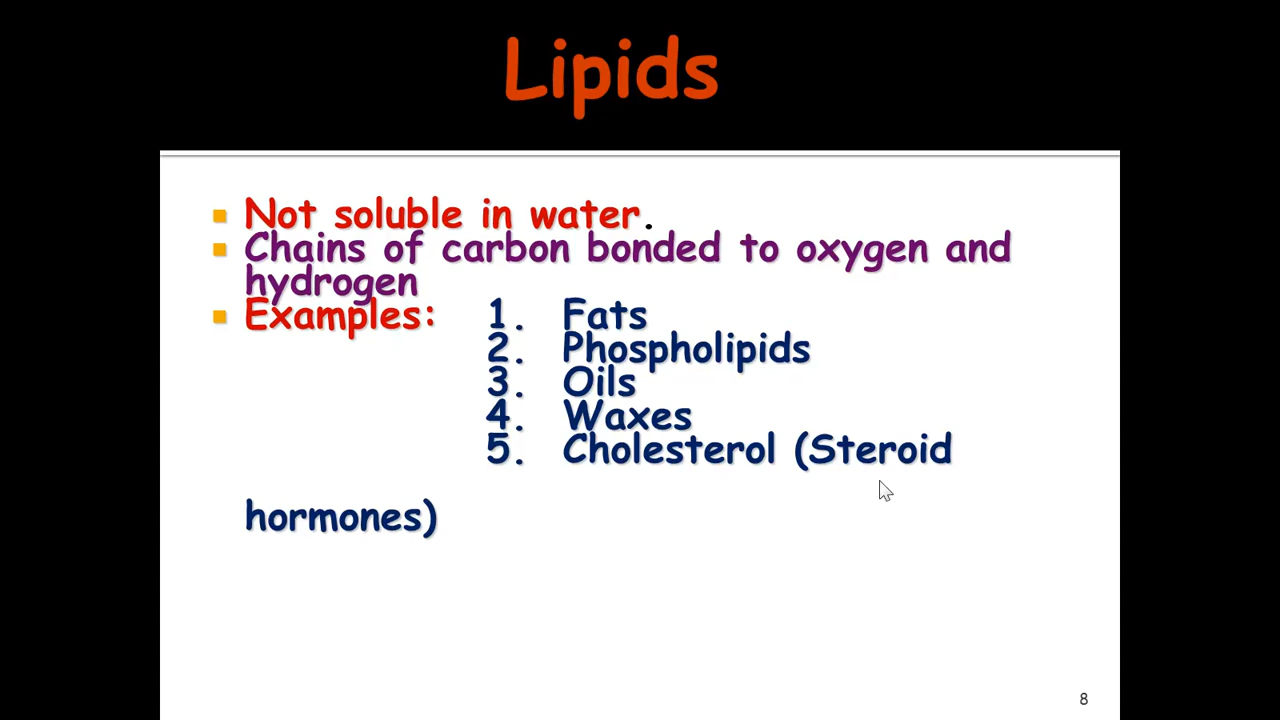 Lipids
Not soluble in water.
Chains of carbon bonded to oxygen and
hydrogen
Examples: 1. Fats
2. Phospholipids
3. Oils
4. Waxes
5. Cholesterol (Steroid
hormones)
8